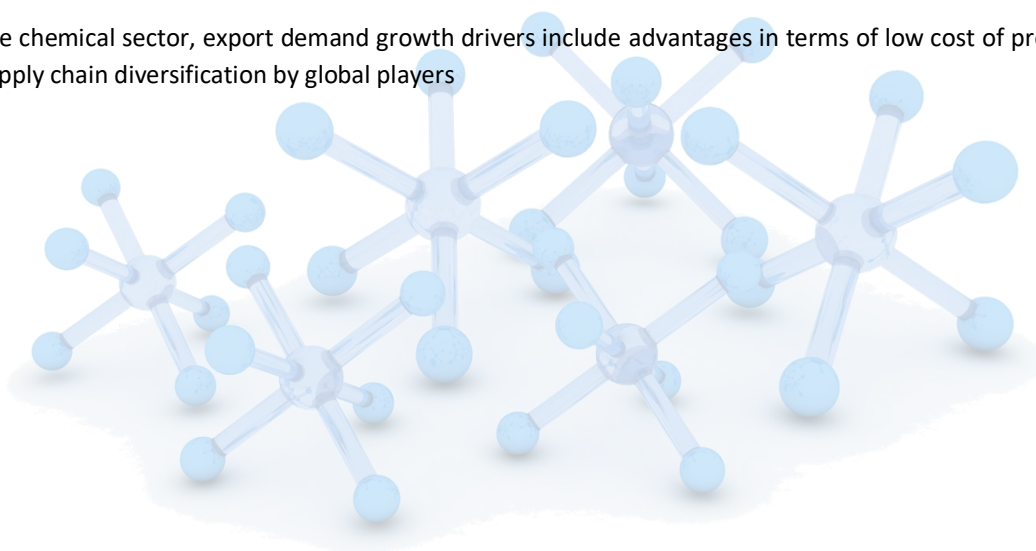 e chemical sector, export demand growth drivers include advantages in terms of low cost of pr
pply chain diversification by global players